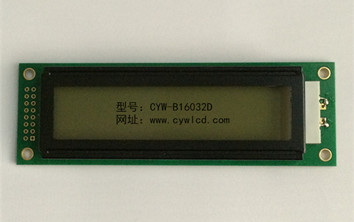 型号：CYW-B16032D
网址：www.cywlcd.com